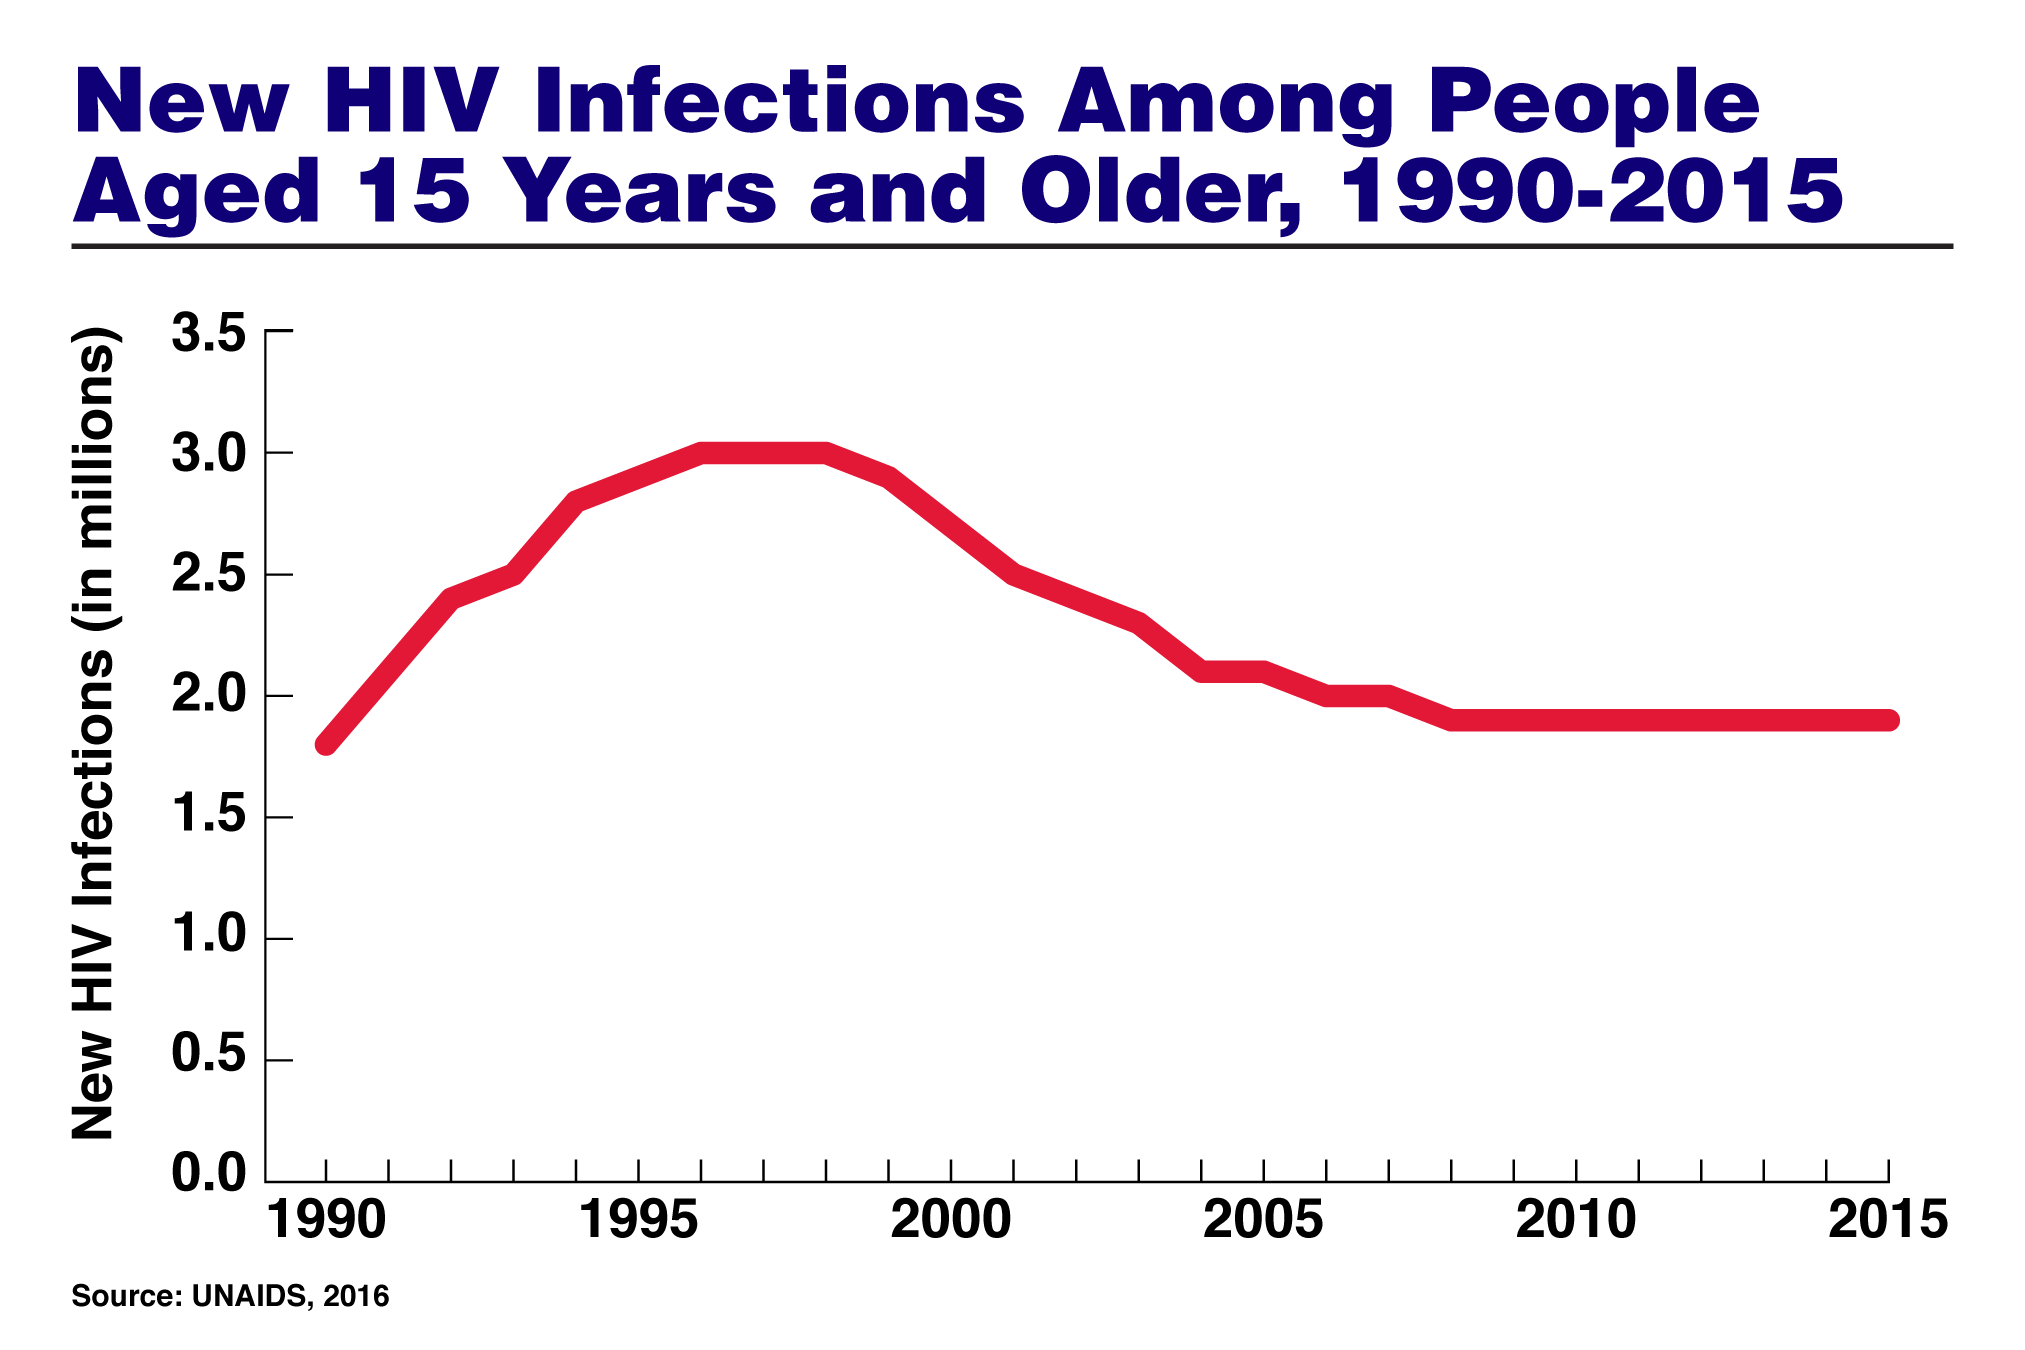 New HIV Infections Among People
Aged 15 Years and Older, 1990-2015
New HIV Infections (in millions)
3.5
3.0
2.5
2.0
1.5
1.0
0.5
0.0
1990 1995 2000 2005 2010 2015
Source: UNAIDS, 2016